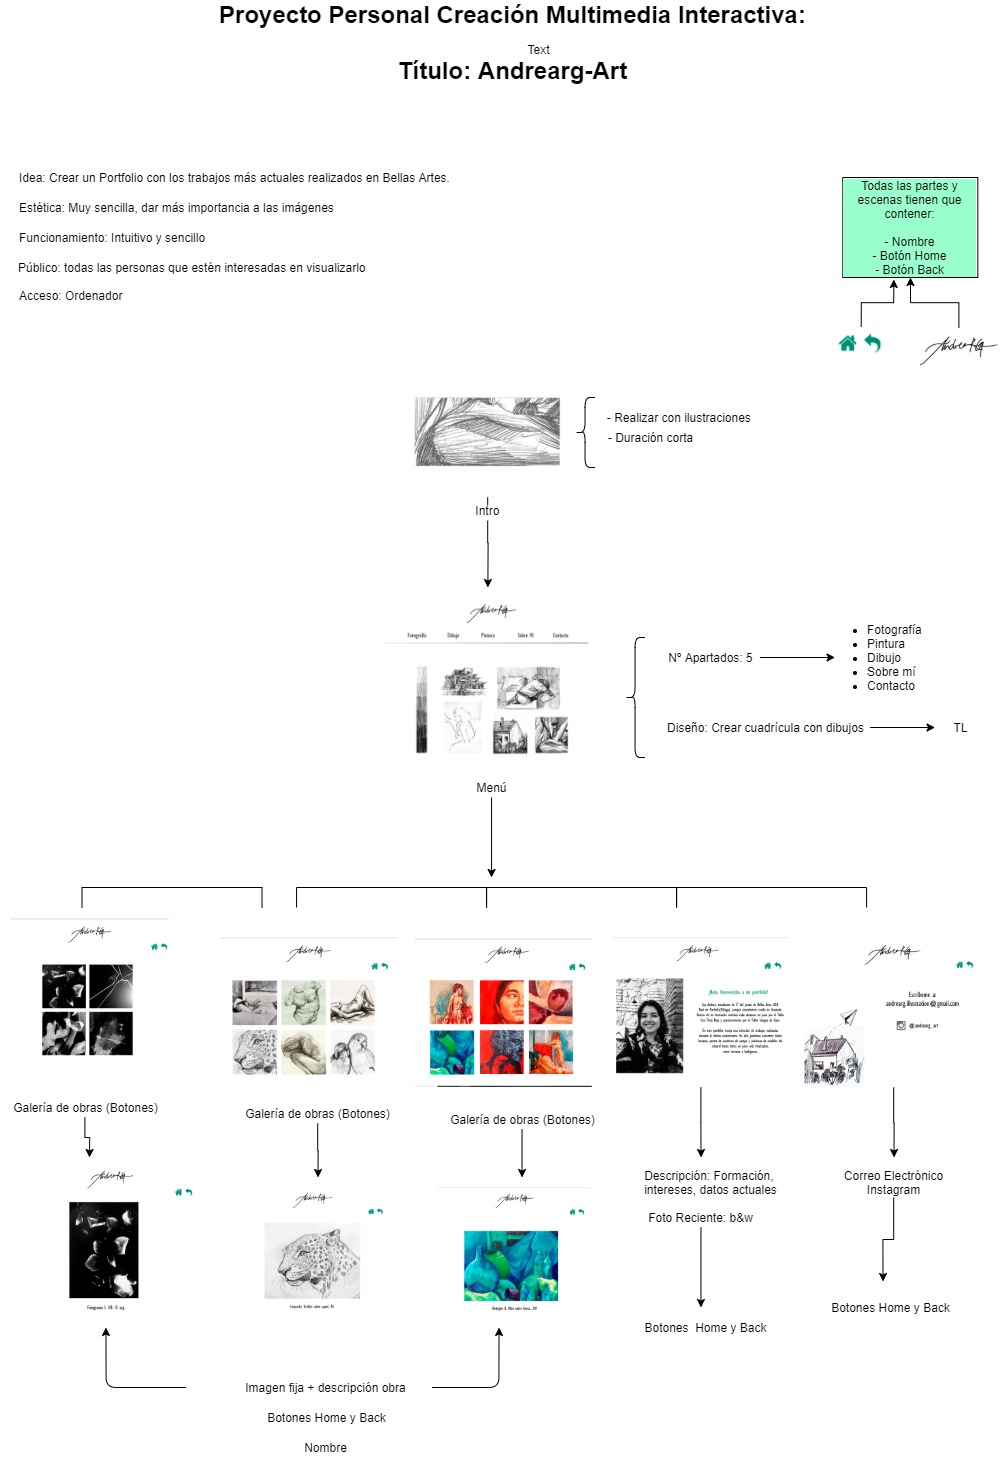 Proyecto Personal Creación Multimedia Interactiva:
Text
Título: Andrearg-Art
Idea: Crear un Portfolio con los trabajos más actuales realizados en Bellas Artes.
Estética: Muy sencilla, dar más importancia a las imágenes
Funcionamiento: Intuitivo y sencillo
Público: todas las personas que estén interesadas en visualizarlo
Acceso: Ordenador
Todas las partes y
escenas tienen que
contener:
- Nombre
- Botón Home
- Botón Back
- Realizar con ilustraciones
- Duración corta
Intro
Fotografía Dibujo Pintura Sobre Mí Contacto
Nº Apartados: 5
Fotografía
Pintura
Dibujo
Sobre mí
Contacto
Diseño: Crear cuadrícula con dibujos
TL
Menú
¡Hola, bienvenidos a mi portfolio!
Escríbeme a:
andrearg.illustration@gmail.com
@andrearg_art
Galería de obras (Botones)
Galería de obras (Botones)
Galería de obras (Botones)
Descripción: Formación,
intereses, datos actuales
Foto Reciente: b&w
Correo Electrónico
Instagram
Botones Home y Back
Botones Home y Back
Imagen fija + descripción obra
Botones Home y Back
Nombre